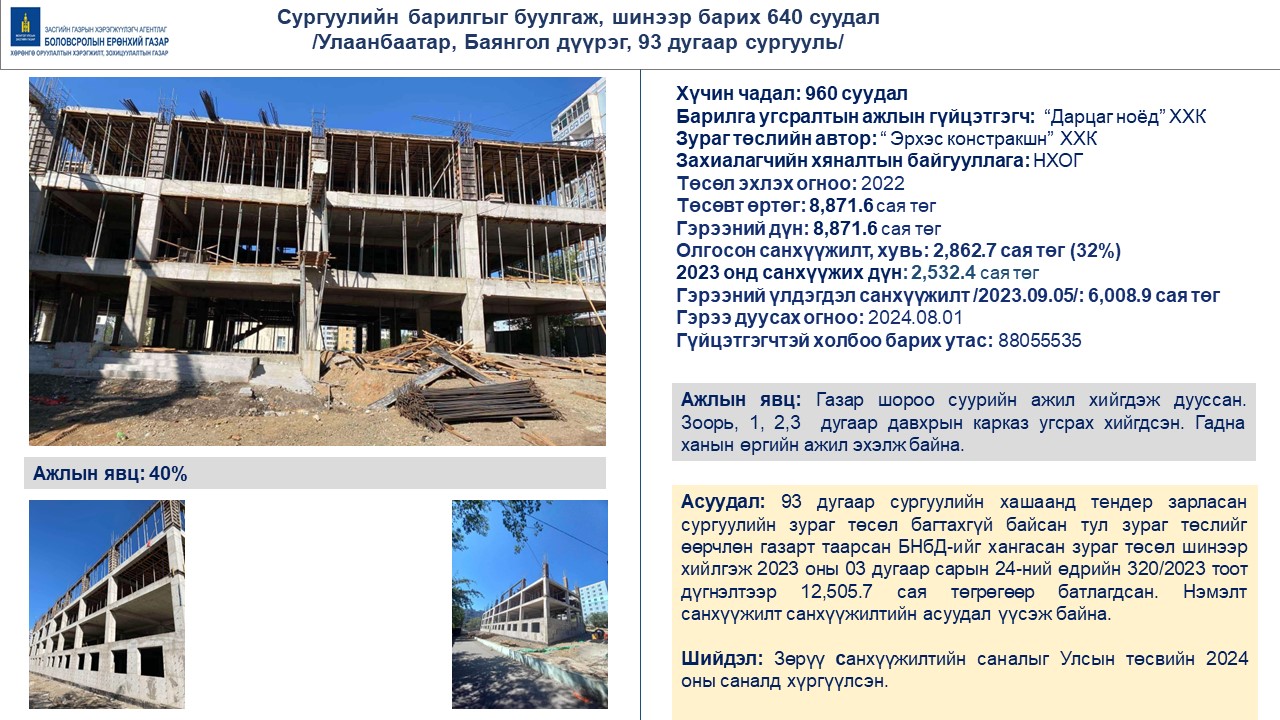 Сургуулийн барилгыг буулгаж, шинээр барих 640 суудал
/Улаанбаатар, Баянгол дүүрэг, 93 дугаар сургууль/
ЗАСГИЙН ГАЗРЫН ХЭРЭГЖҮҮЛЭГЧ АГЕНТЛАГ
БОЛОВСРОЛЫН ЕРӨНХИЙ ГАЗАР
ХӨРӨНГӨ ОРУУЛАЛТЫН ХЭРЭГЖИЛТ, ЗОХИЦУУЛАЛТЫН ГАЗАР
Хүчин чадал: 960 суудал
Барилга угсралтын ажлын гүйцэтгэгч: “Дарцаг ноёд” ХХК
Зураг төслийн автор: “ Эрхэс констракшн” ХХК
Захиалагчийн хяналтын байгууллага: НХОГ
Төсөл эхлэх огноо: 2022
Төсөвт өртөг: 8,871.6 сая төг
Гэрээний дүн: 8,871.6 сая төг
Олгосон санхүүжилт, хувь: 2,862.7 сая төг (32%)
2023 онд санхүүжих дүн: 2,532.4 сая төг
Гэрээний үлдэгдэл санхүүжилт /2023.09.05/: 6,008.9 сая төг
Гэрээ дуусах огноо: 2024.08.01
Гүйцэтгэгчтэй холбоо барих утас: 88055535
Ажлын явц: Газар шороо суурийн ажил хийгдэж дууссан.
Зоорь, 1, 2,3 дугаар давхрын карказ угсрах хийгдсэн. Гадна
ханын өргийн ажил эхэлж байна.
Ажлын явц: 40%
Асуудал: 93 дугаар сургуулийн хашаанд тендер зарласан
сургуулийн зураг төсөл багтахгүй байсан тул зураг төслийг
өөрчлөн газарт таарсан БНбД-ийг хангасан зураг төсөл шинээр
хийлгэж 2023 оны 03 дугаар сарын 24-ний өдрийн 320/2023 тоот
дүгнэлтээр 12,505.7 сая төгрөгөөр батлагдсан. Нэмэлт
санхүүжилт санхүүжилтийн асуудал үүсэж байна.
Шийдэл: Зөрүү санхүүжилтийн саналыг Улсын төсвийн 2024
оны саналд хүргүүлсэн.